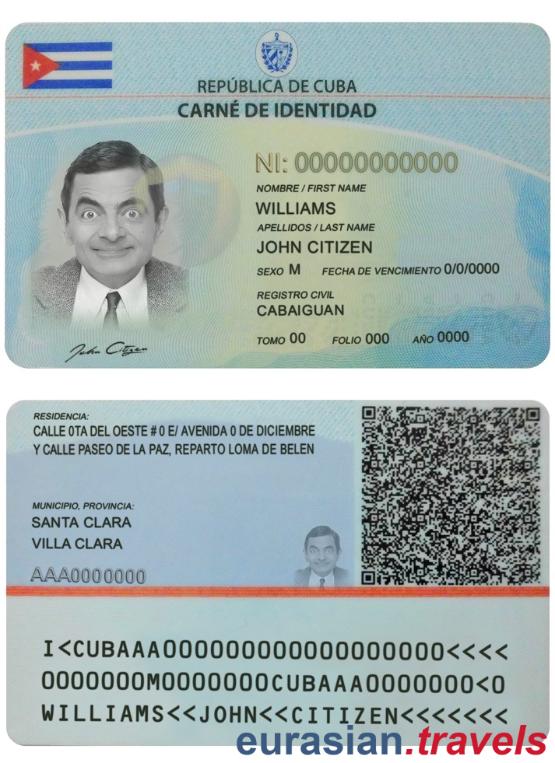 REPÚBLICA DE CUBA
CARNÉ DE IDENTIDAD
NI: 00000000000
NOMBRE / FIRST NAME
WILLIAMS
APELLIDOS / LAST NAME
JOHN CITIZEN
SEXO M FECHA DE VENCIMIENTO 0/0/0000
REGISTRO CIVIL
CABAIGUAN
TOMO 00 FOLIO 000 AÑO 0000
John Citizen
RESIDENCIA:
CALLE 0TA DEL OESTE # 0 E/ AVENIDA 0 DE DICIEMBRE
Y CALLE PASEO DE LA PAZ, REPARTO LOMA DE BELEN
MUNICIPIO, PROVINCIA:
SANTA CLARA
VILLA CLARA
AAA0000000
I<CUBAAA000000000000000000<<<<
0000000M0000000CUBAAA0000000<0
WILLIAMS<<JOHN<<CITIZEN<<<<<<<
eurasian.travels